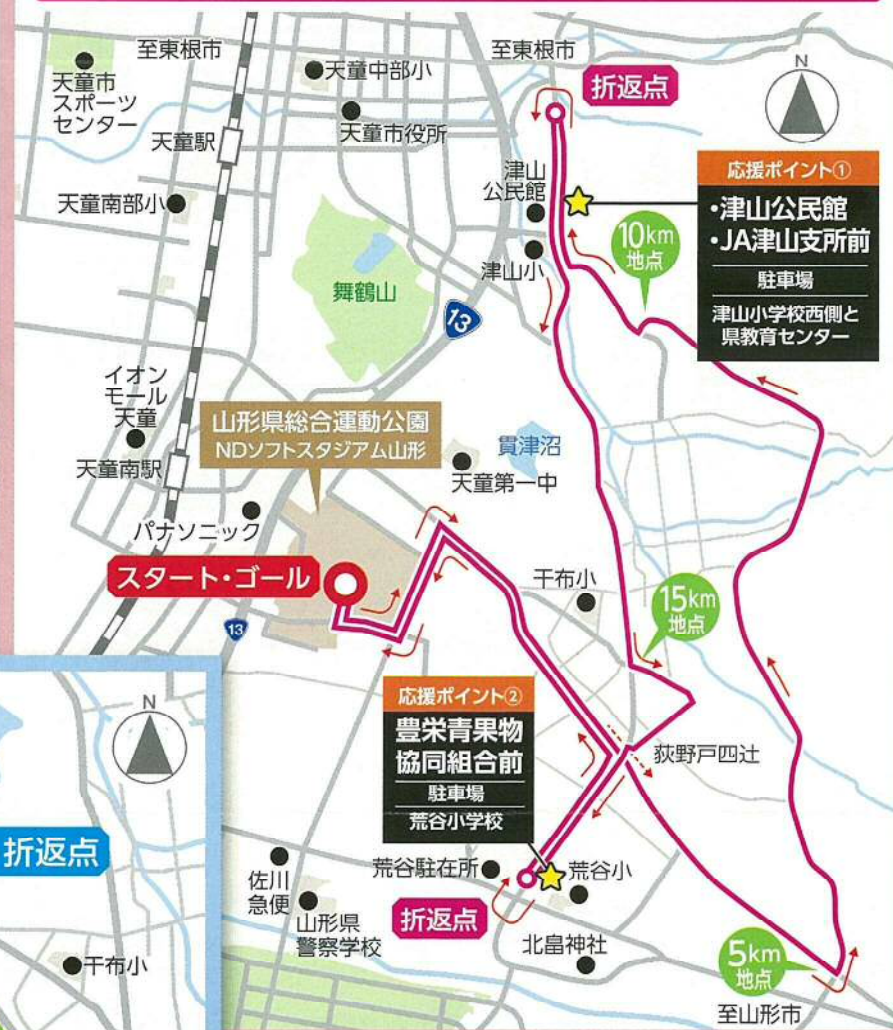 至東根市
至東根市
天童市
スポーツ
センター
天童中部小
折返点
N
天童市役所
天童駅
津山
公民館
応援ポイント①
・津山公民館
・JA津山支所前
駐車場
津山小学校西側と
県教育センター
天童南部小
10km
地点
津山小
舞鶴山
13
イオン
モール
天童
山形県総合運動公園
NDソフトスタジアム山形
貫津沼
天童南駅
天童第一中
パナソニック
スタート・ゴール
干布小
15km
地点
13
応援ポイント②
豊栄青果物
協同組合前
駐車場
荒谷小学校
荻野戸四辻
N
折返点
佐川
急便
荒谷駐在所
荒谷小
山形県
警察学校
折返点
北畠神社
干布小
5km
地点
至山形市